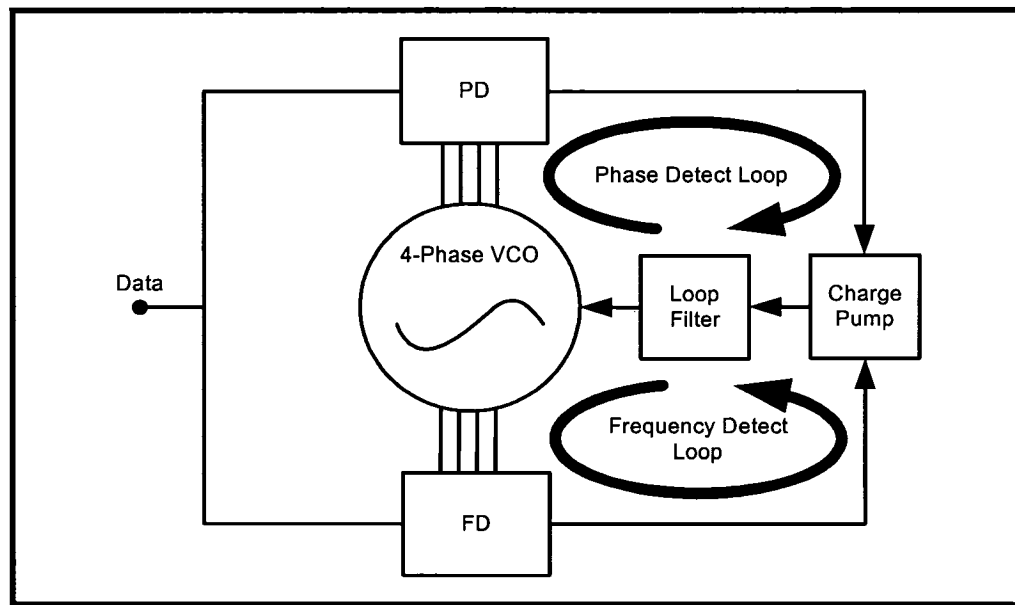 PD
Phase Detect Loop
4-Phase VCO
Data
Loop
Filter
Charge
Pump
Frequency Detect
Loop
FD